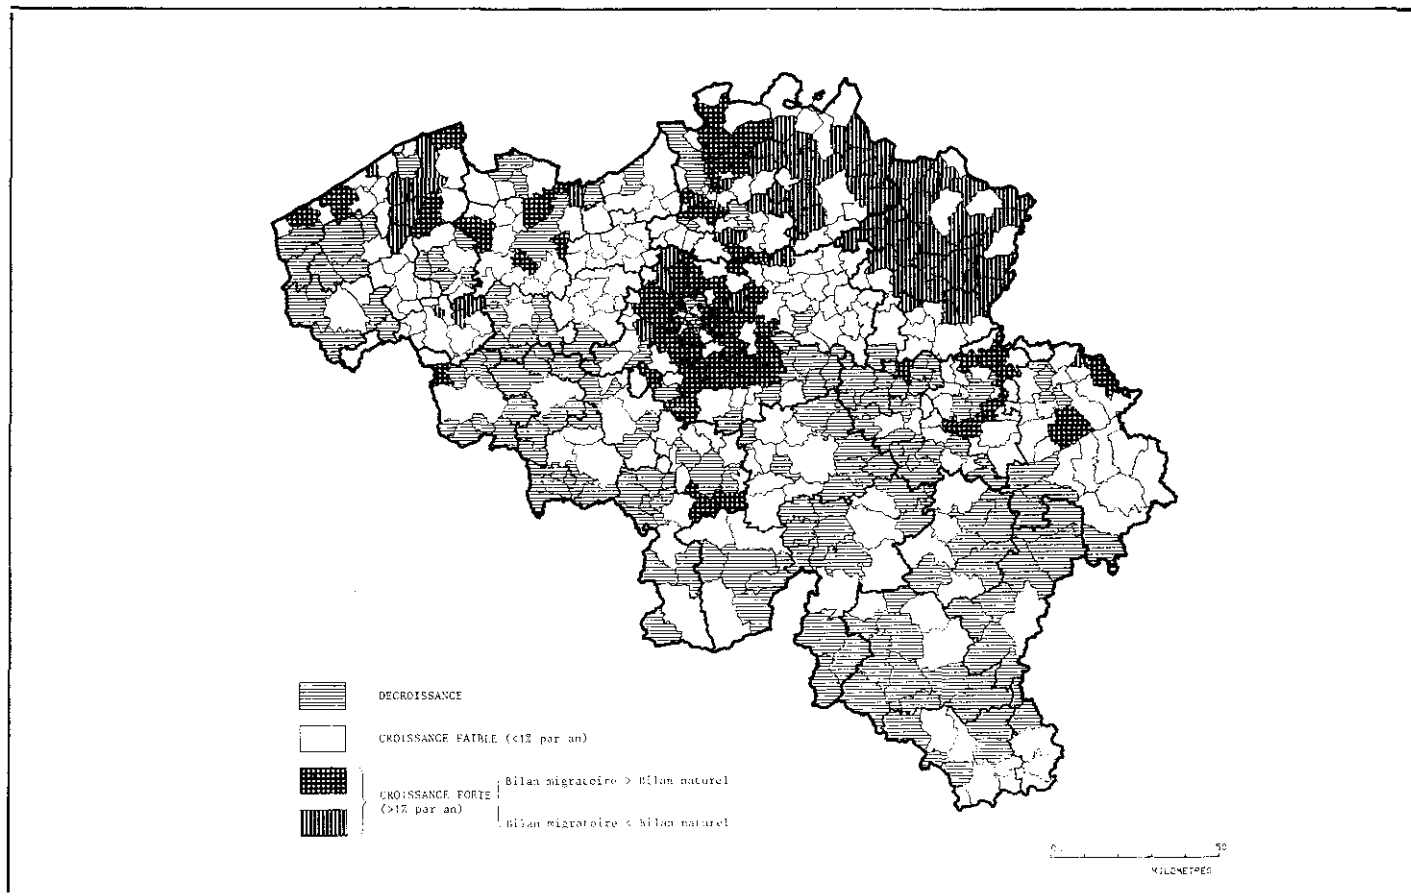 DECROISSANCE
CROISSANCE FAIBLE (<1% par an)
Bilan migratoire > Bilan naturel
CROISSANCE FORTE
(>1% par an)
Bilan migratoire < Bilan naturel
0 50
KILOMETRES